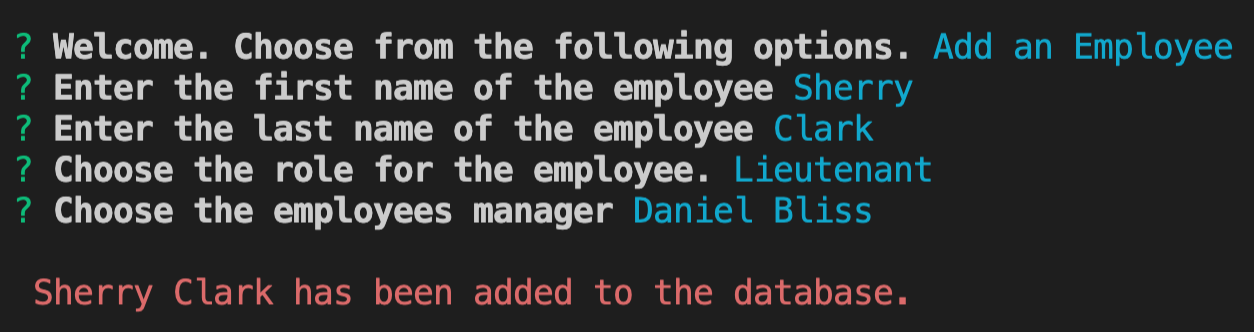 ? Welcome. Choose from the following options. Add an Employee
? Enter the first name of the employee Sherry
? Enter the last name of the employee Clark
? Choose the role for the employee. Lieutenant
? Choose the employees manager Daniel Bliss
Sherry Clark has been added to the database.